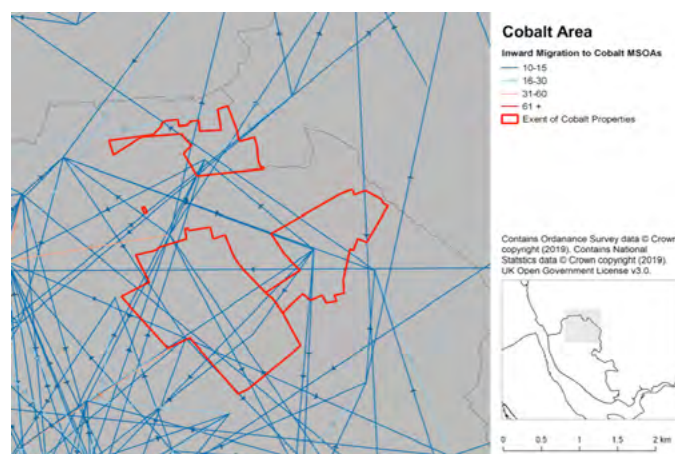 Cobalt Area
Inward Migration to Cobalt MSOAs
10-15
16-30
31-60
61 +
Exent of Cobalt Properties
Contains Ordanance Survey data © Crown
copyright (2019). Contains National
Statistcs data © Crown copyright (2019).
UK Open Government License v3.0.
0 0.5 1 1.5 2 km